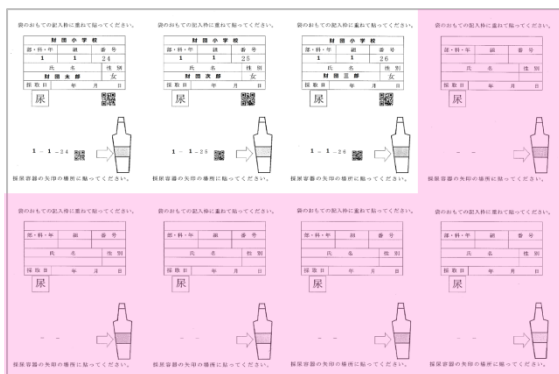 袋のおもての記入枠に重ねて貼ってください。
財団小学校
部・科・年 組 番号
1 1 24
氏 名 性別
財団太郎 女
採取日 年 月 日
尿
1 - 1 -24
採尿容器の矢印の場所に貼ってください。
袋のおもての記入枠に重ねて貼ってください。
財団小学校
部・科・年 組 番号
1 1 25
氏 名 性別
財団次郎 女
採取日 年 月 日
尿
1 - 1 -25
採尿容器の矢印の場所に貼ってください。
袋のおもての記入枠に重ねて貼ってください。
財団小学校
部・科・年 組 番号
1 1 26
氏 名 性別
財団三郎 女
採取日 年 月 日
尿
1 - 1 -26
採尿容器の矢印の場所に貼ってください。
袋のおもての記入枠に重ねて貼ってください。
部・科・年 組 番号
氏 名 性別
採取日 年 月 日
尿
- -
採尿容器の矢印の場所に貼ってください。
袋のおもての記入枠に重ねて貼ってください。
部・科・年 組 番号
氏 名 性別
採取日 年 月 日
尿
- -
採尿容器の矢印の場所に貼ってください。
袋のおもての記入枠に重ねて貼ってください。
部・科・年 組 番号
氏 名 性別
採取日 年 月 日
尿
- -
採尿容器の矢印の場所に貼ってください。
袋のおもての記入枠に重ねて貼ってください。
部・科・年 組 番号
氏 名 性別
採取日 年 月 日
尿
- -
採尿容器の矢印の場所に貼ってください。
袋のおもての記入枠に重ねて貼ってください。
部・科・年 組 番号
氏 名 性別
採取日 年 月 日
尿
- -
採尿容器の矢印の場所に貼ってください。